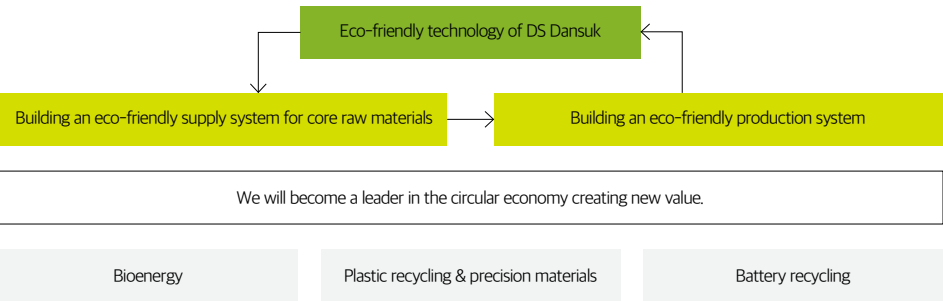 Eco-friendly technology of DS Dansuk
Building an eco-friendly supply system for core raw materials
Building an eco-friendly production system
We will become a leader in the circular economy creating new value.
Bioenergy
Plastic recycling & precision materials
Battery recycling